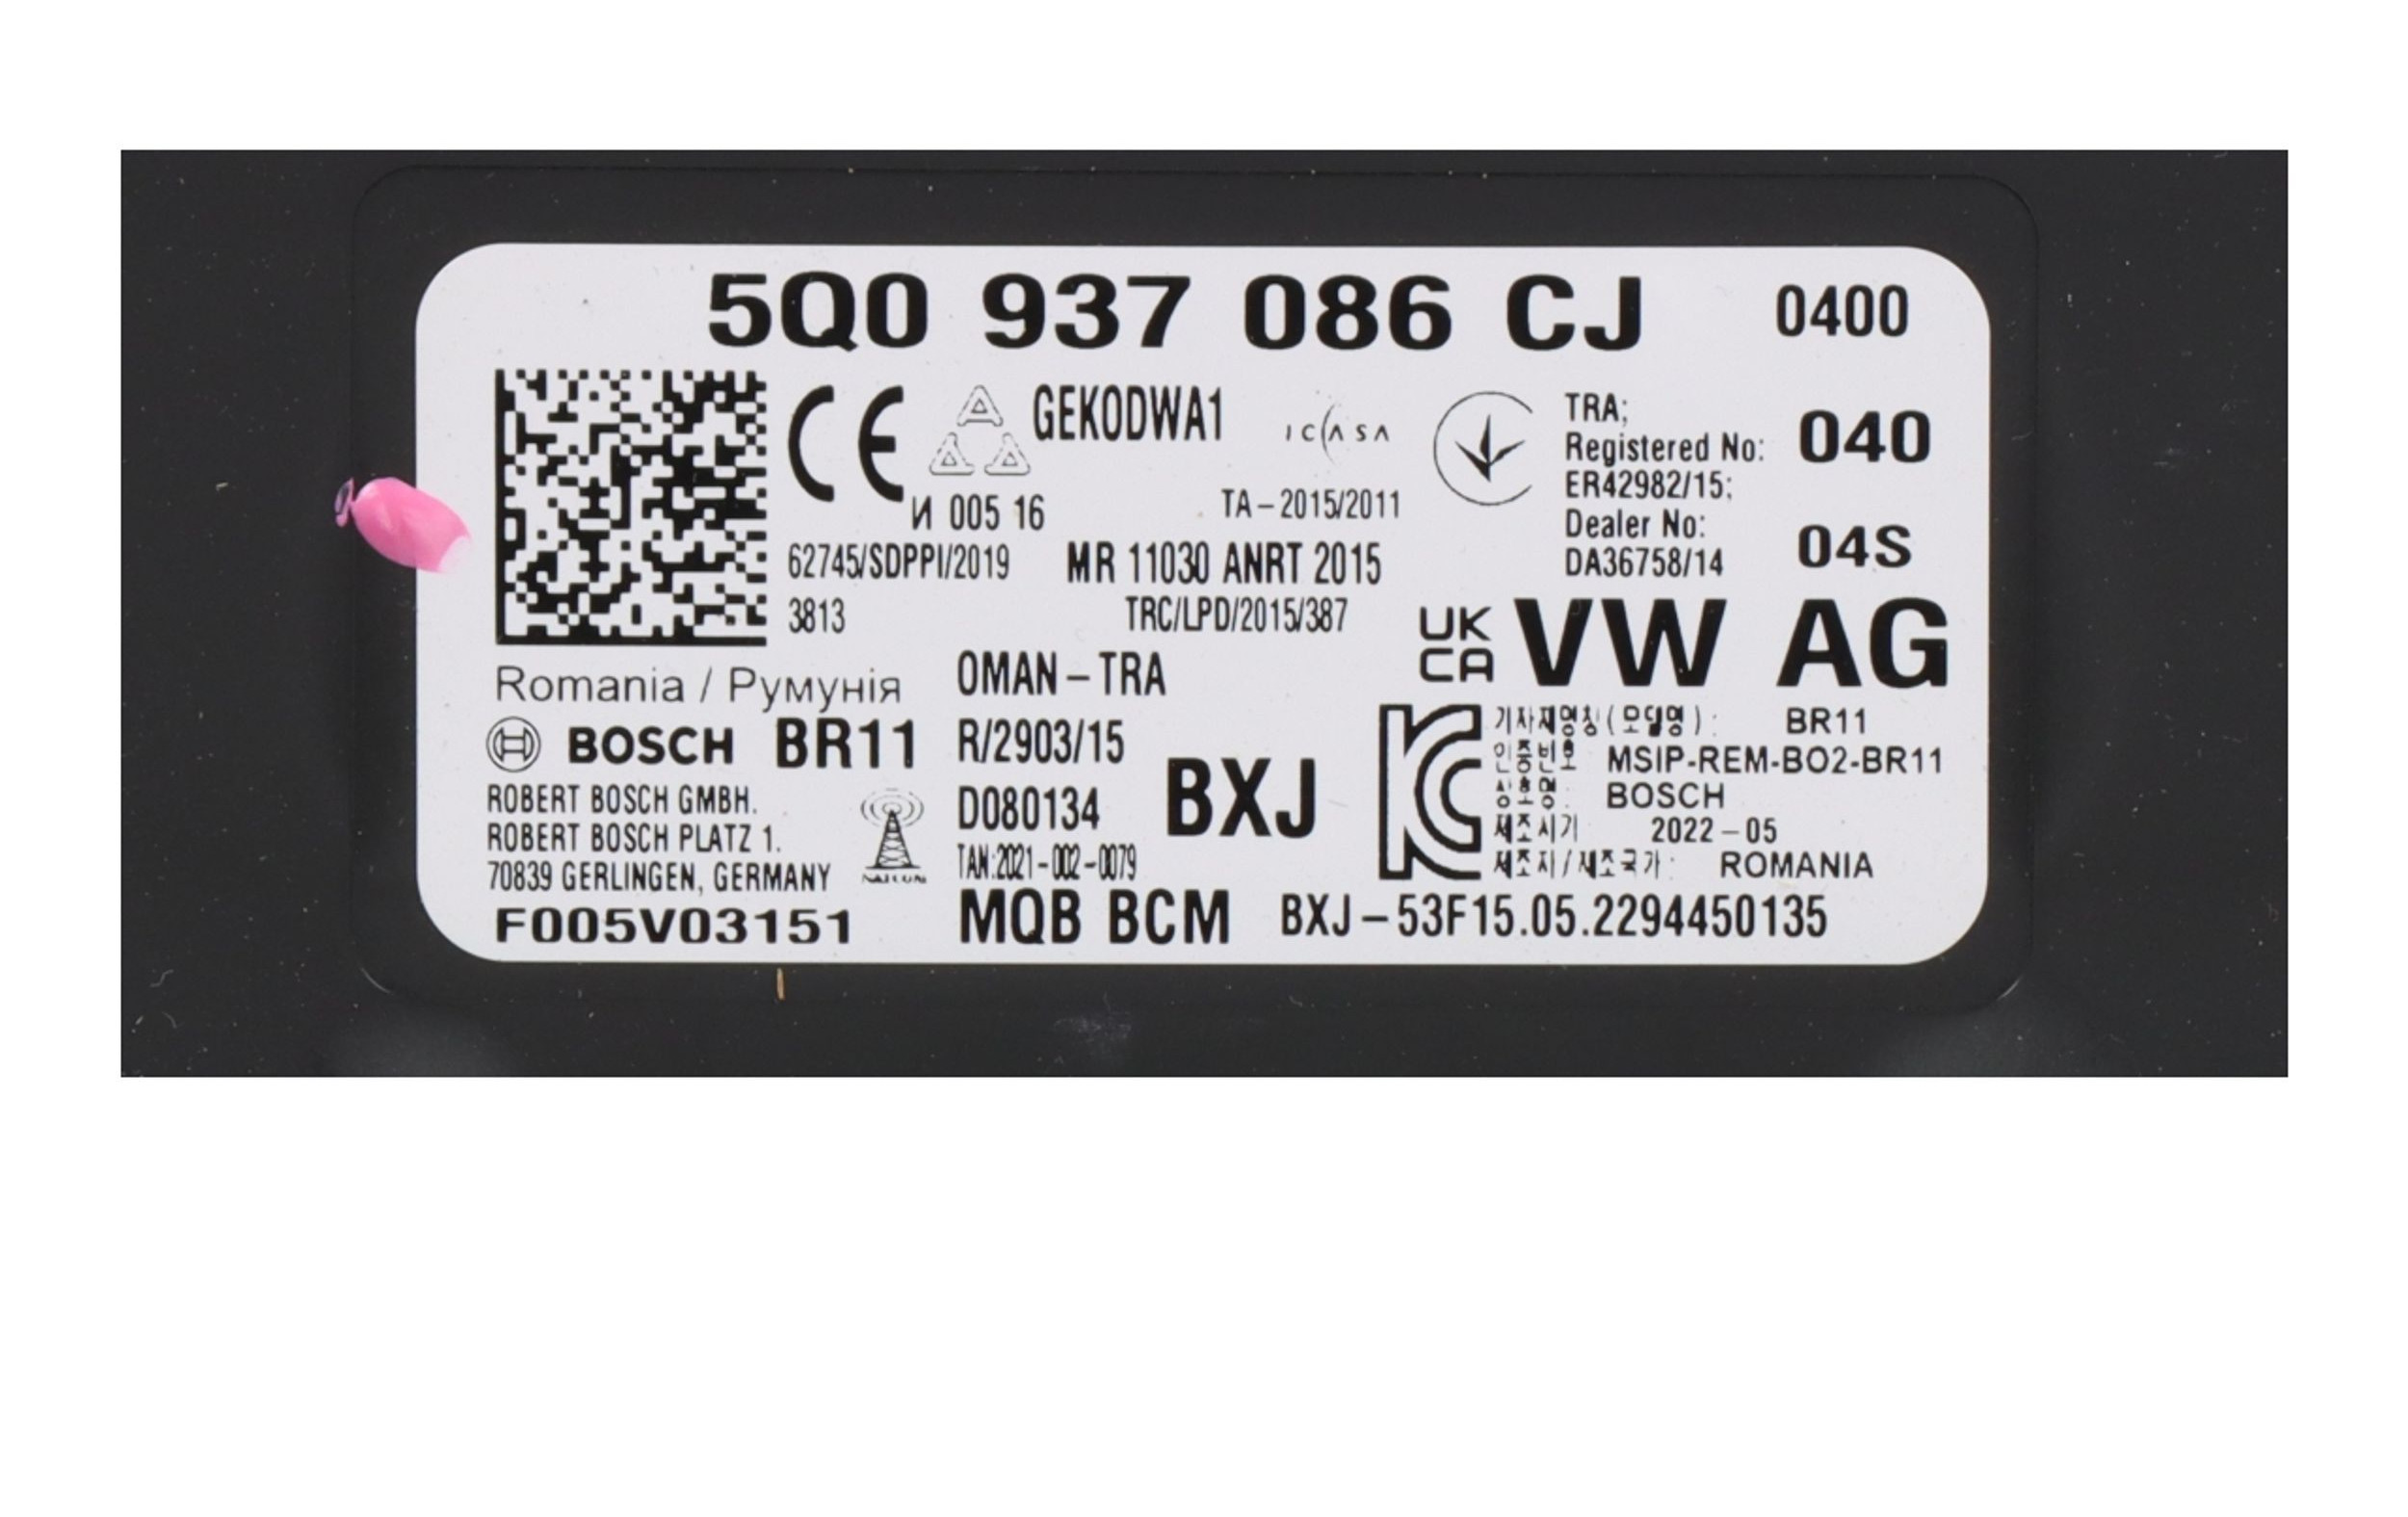 5Q0 937 086 CJ 0400
CE GEKODWA1 ICASA TRA;
Registered No: 040
ER42982/15;
И 005 16 TA-2015/2011
Dealer No:
62745/SDPPI/2019 MR 11030 ANRT 2015 DA36758/14 04S
3813 TRC/LPD/2015/387
UK
CA
VW AG
Romania / Румунія OMAN-TRA
BOSCH BR11 R/2903/15
ROBERT BOSCH GMBH.
ROBERT BOSCH PLATZ 1.
70839 GERLINGEN, GERMANY
D080134 BXJ
TAN:2021-002-0079
기자재명칭(모델명): BR11
인증번호 MSIP-REM-BO2-BR11
상호명: BOSCH
제조시기 2022-05
제조자/제조국가: ROMANIA
F005V03151 MQB BCM BXJ-53F15.05.2294450135